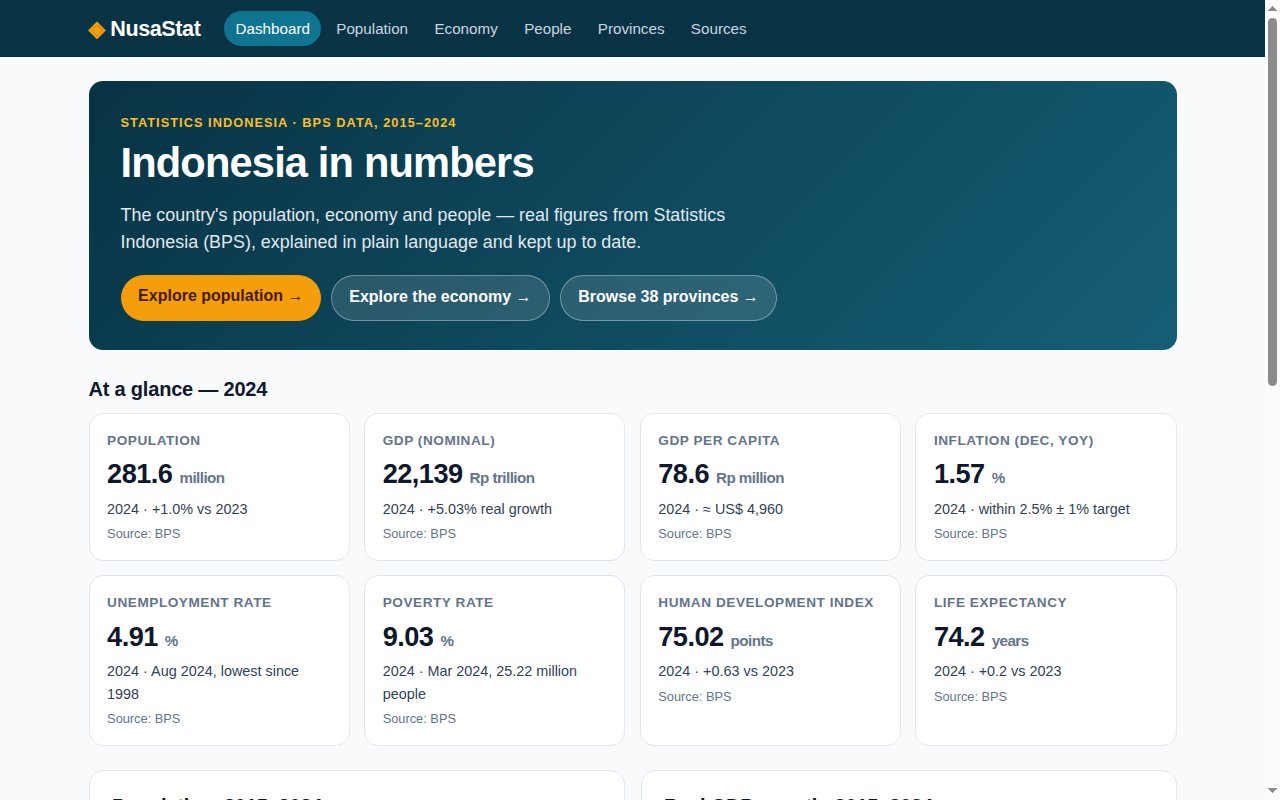 NusaStat
Dashboard
Population
Economy
People
Provinces
Sources
STATISTICS INDONESIA · BPS DATA, 2015–2024
Indonesia in numbers
The country's population, economy and people — real figures from Statistics
Indonesia (BPS), explained in plain language and kept up to date.
Explore population →
Explore the economy →
Browse 38 provinces →
At a glance — 2024
POPULATION
281.6 million
2024 · +1.0% vs 2023
Source: BPS
GDP (NOMINAL)
22,139 Rp trillion
2024 · +5.03% real growth
Source: BPS
GDP PER CAPITA
78.6 Rp million
2024 · ≈ US$ 4,960
Source: BPS
INFLATION (DEC, YOY)
1.57 %
2024 · within 2.5% ± 1% target
Source: BPS
UNEMPLOYMENT RATE
4.91 %
2024 · Aug 2024, lowest since
1998
Source: BPS
POVERTY RATE
9.03 %
2024 · Mar 2024, 25.22 million
people
Source: BPS
HUMAN DEVELOPMENT INDEX
75.02 points
2024 · +0.63 vs 2023
Source: BPS
LIFE EXPECTANCY
74.2 years
2024 · +0.2 vs 2023
Source: BPS